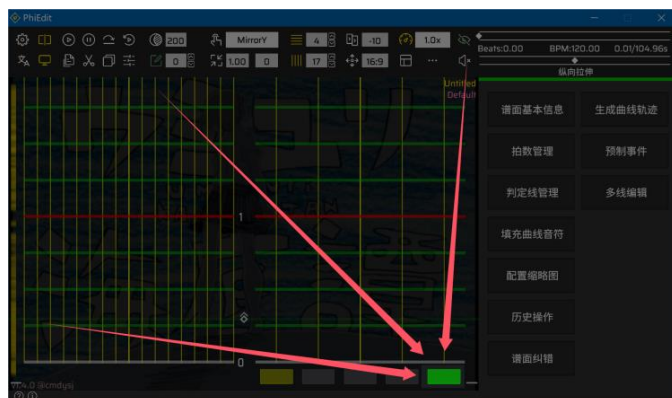 PhiEdit
200
MirrorY
4
-10
1.0x
Beats:0.00 BPM:120.00 0.01/104.96s
0
1.00
0
17
16:9
纵向拉伸
Untitled
Default
谱面基本信息
生成曲线轨迹
拍数管理
预制事件
判定线管理
多线编辑
填充曲线音符
配置缩略图
历史操作
谱面纠错
1
0
v1.4.0 @cmdysj